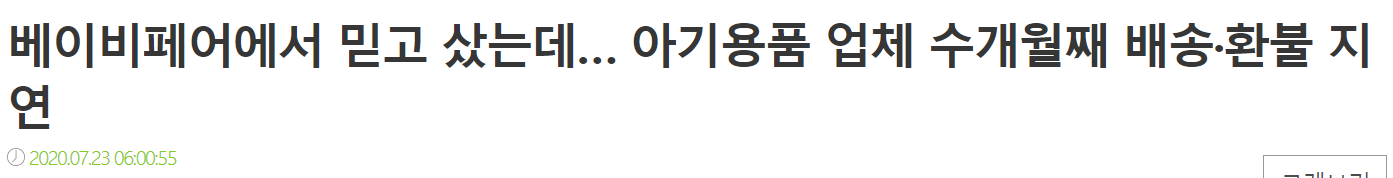 베이비페어에서 믿고 샀는데... 아기용품 업체 수개월째 배송·환불 지
연
2020.07.23 06:00:55